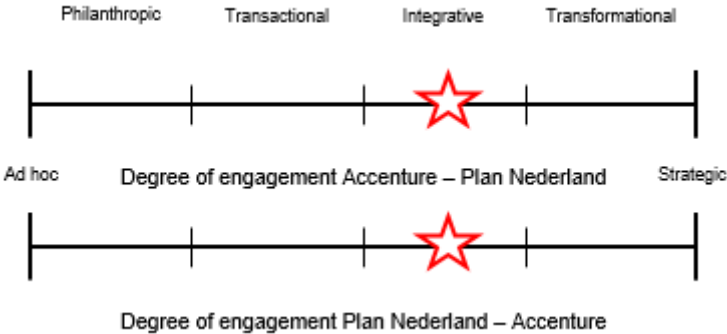 Philanthropic Transactional Integrative Transformational
Ad hoc Degree of engagement Accenture – Plan Nederland Strategic
Degree of engagement Plan Nederland – Accenture